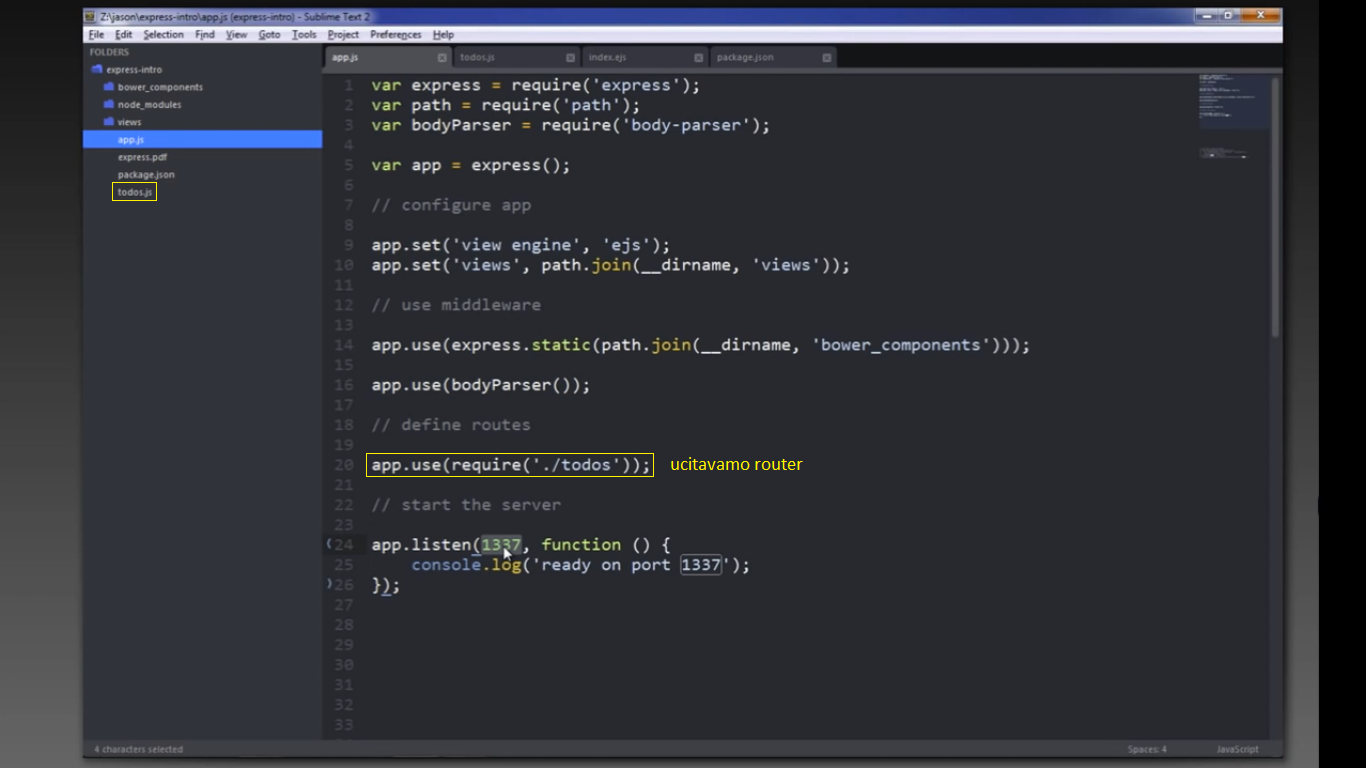 Z:\jason\express-intro\app.js (express-intro) - Sublime Text 2
File Edit Selection Find View Goto Tools Project Preferences Help
FOLDERS
express-intro
bower_components
node_modules
views
app.js
express.pdf
package.json
todos.js
app.js todos.js index.ejs package.json
1 var express = require('express');
2 var path = require('path');
3 var bodyParser = require('body-parser');
4
5 var app = express();
6
7 // configure app
8
9 app.set('view engine', 'ejs');
10 app.set('views', path.join(__dirname, 'views'));
11
12 // use middleware
13
14 app.use(express.static(path.join(__dirname, 'bower_components')));
15
16 app.use(bodyParser());
17
18 // define routes
19
20 app.use(require('./todos')); ucitavamo router
21
22 // start the server
23
24 app.listen(1337, function () {
25 console.log('ready on port 1337');
26 });
27
28
29
30
31
32
33
4 characters selected Spaces: 4 JavaScript